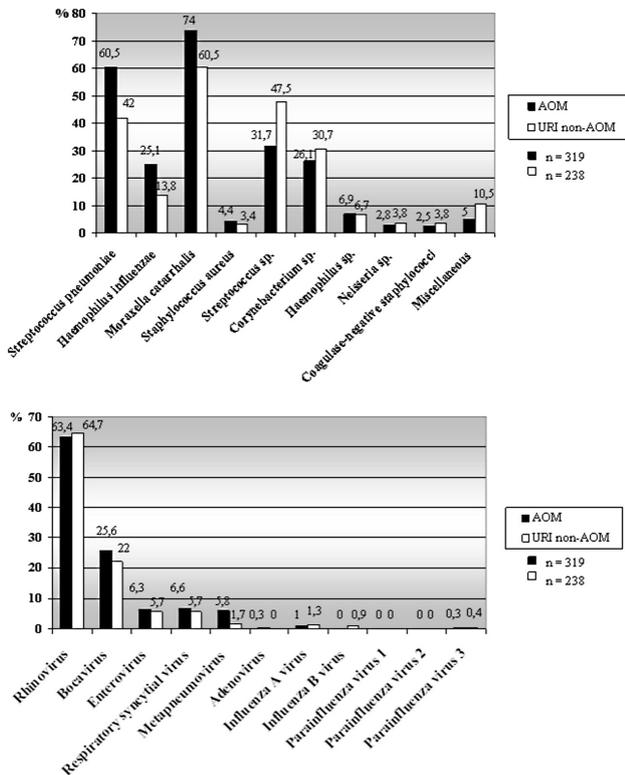 % 80
70
60
50
40
30
20
10
0
60,5
42
25,1
13,8
74
60,5
4,4
3,4
31,7
47,5
26,1
30,7
6,9
6,7
2,8
3,8
2,5
3,8
5
10,5
Streptococcus pneumoniae
Haemophilus influenzae
Moraxella catarrhalis
Staphylococcus aureus
Streptococcus sp.
Corynebacterium sp.
Haemophilus sp.
Neisseria sp.
Coagulase-negative staphylococci
Miscellaneous
AOM
URI non-AOM
n = 319
n = 238
% 70
60
50
40
30
20
10
0
63,4
64,7
25,6
22
6,3
5,7
6,6
5,7
5,8
1,7
0,3
0
1
1,3
0
0,9
0
0
0
0
0,3
0,4
Rhinovirus
Bocavirus
Enterovirus
Respiratory syncytial virus
Metapneumovirus
Adenovirus
Influenza A virus
Influenza B virus
Parainfluenza virus 1
Parainfluenza virus 2
Parainfluenza virus 3
AOM
URI non-AOM
n = 319
n = 238